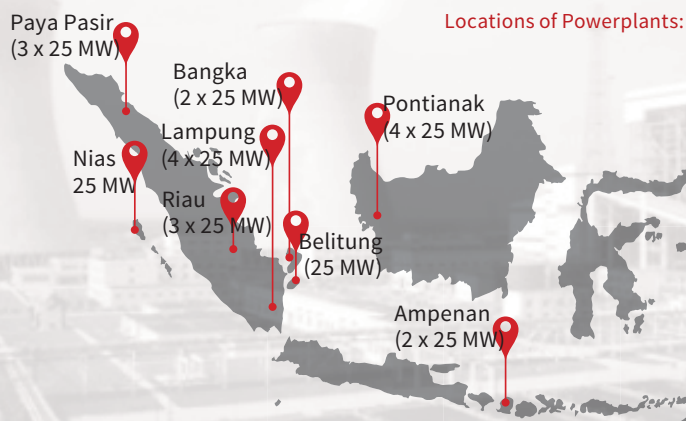 Locations of Powerplants:
Paya Pasir
(3 x 25 MW)
Bangka
(2 x 25 MW)
Pontianak
(4 x 25 MW)
Lampung
(4 x 25 MW)
Nias
25 MW
Riau
(3 x 25 MW)
Belitung
(25 MW)
Ampenan
(2 x 25 MW)